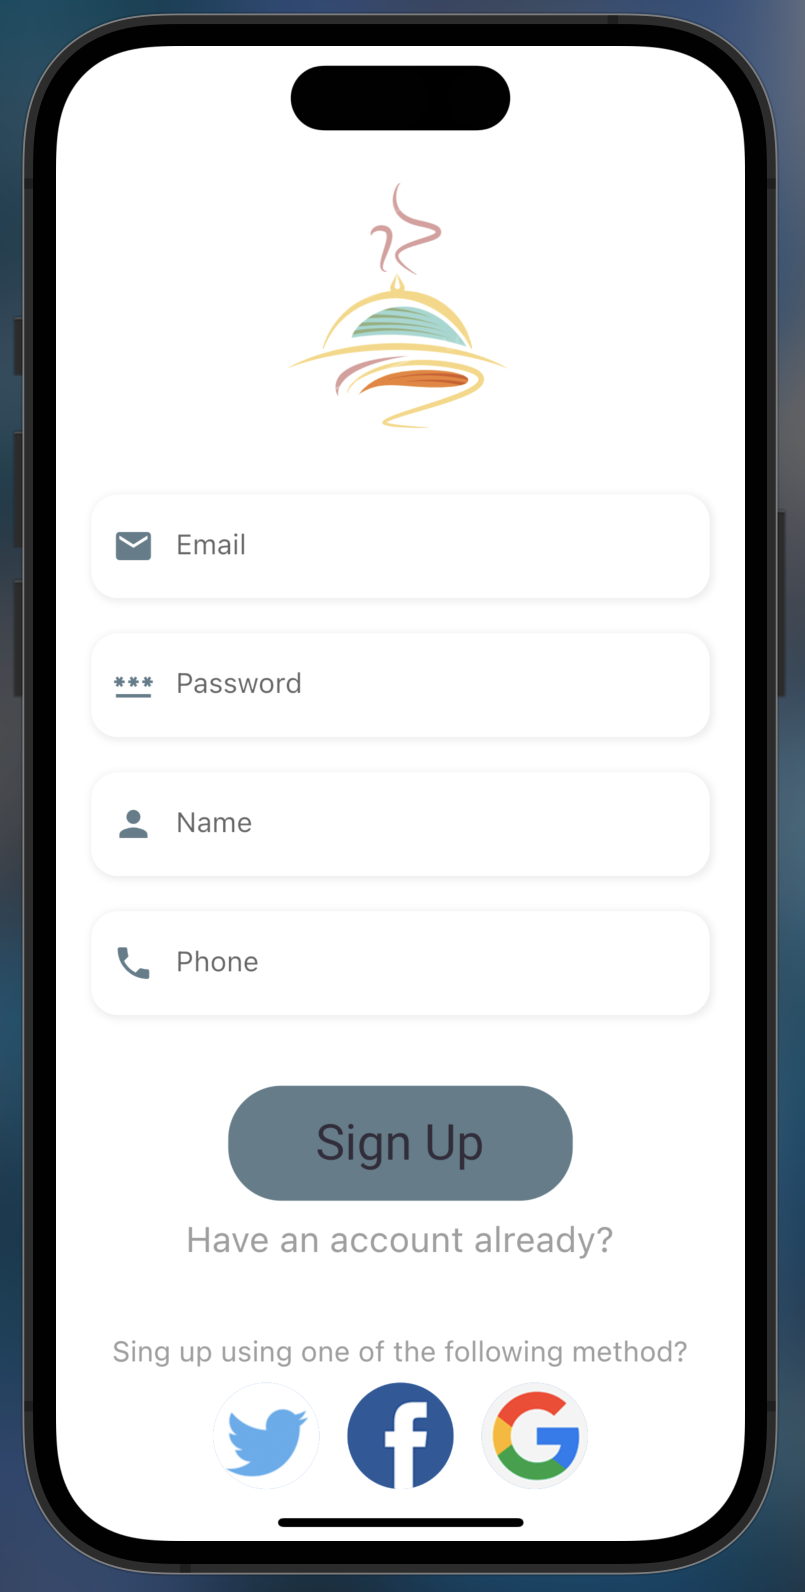 Email
Password
Name
Phone
Sign Up
Have an account already?
Sing up using one of the following method?